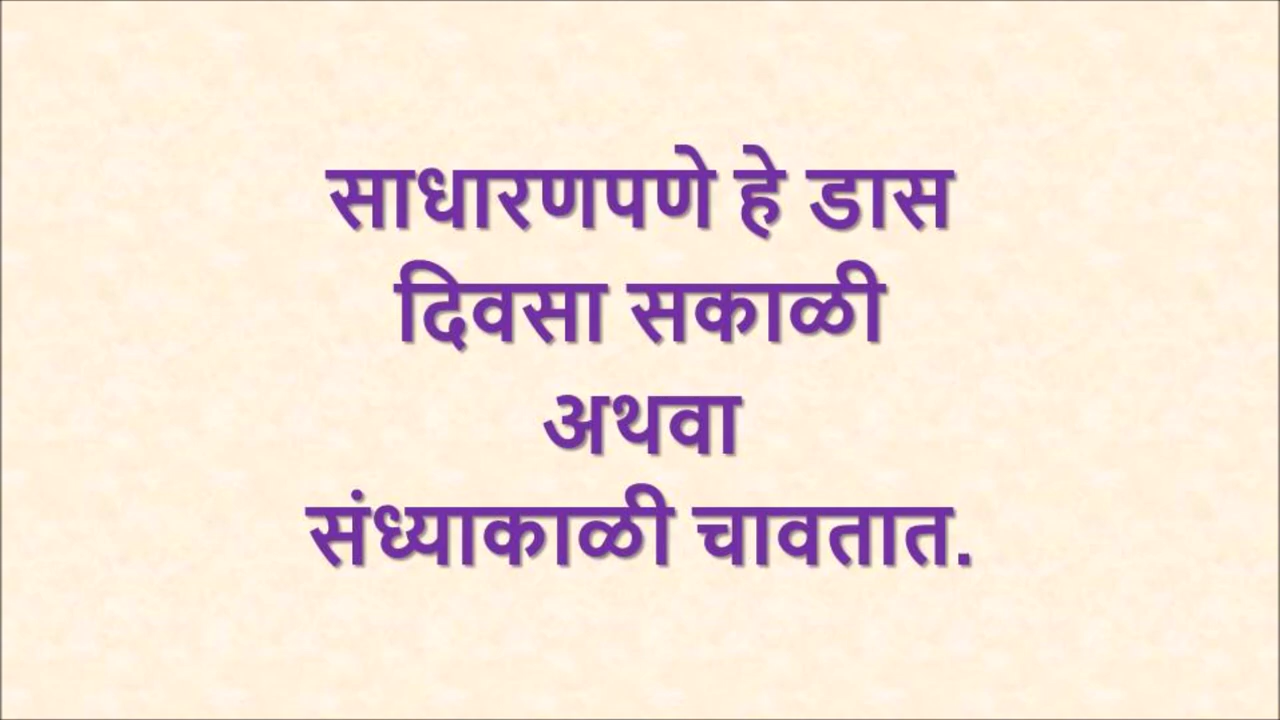 साधारणपणे हे डास
दिवसा सकाळी
अथवा
संध्याकाळी चावतात.